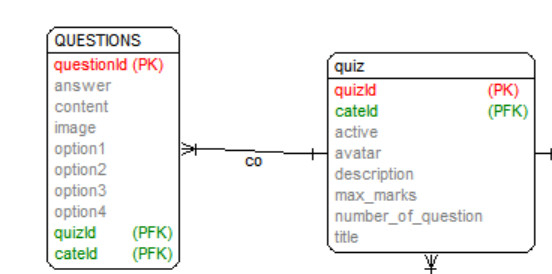 QUESTIONS
questionId (PK)
answer
content
image
option1
option2
option3
option4
quizId (PFK)
cateId (PFK)
co
quiz
quizId (PK)
cateId (PFK)
active
avatar
description
max_marks
number_of_question
title